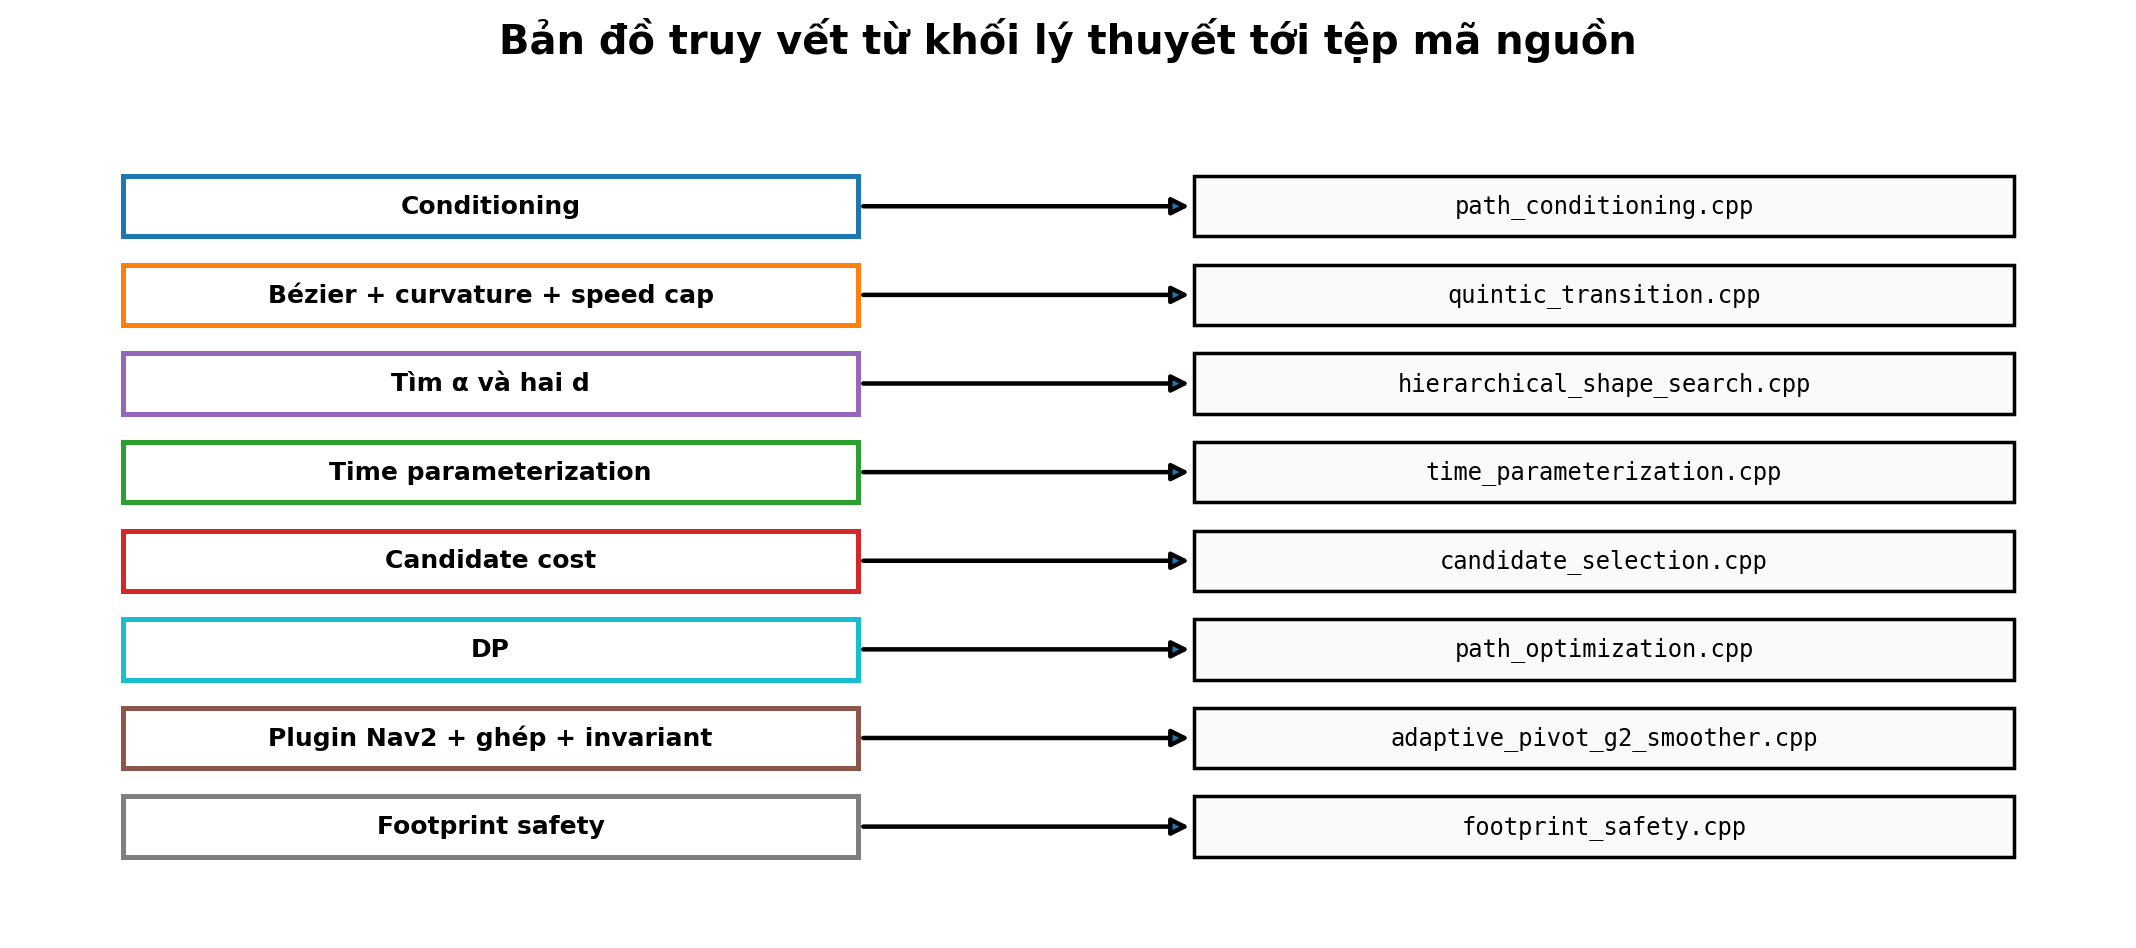 Bản đồ truy vết từ khối lý thuyết tới tệp mã nguồn
Conditioning
path_conditioning.cpp
Bézier + curvature + speed cap
quintic_transition.cpp
Tìm α và hai d
hierarchical_shape_search.cpp
Time parameterization
time_parameterization.cpp
Candidate cost
candidate_selection.cpp
DP
path_optimization.cpp
Plugin Nav2 + ghép + invariant
adaptive_pivot_g2_smoother.cpp
Footprint safety
footprint_safety.cpp